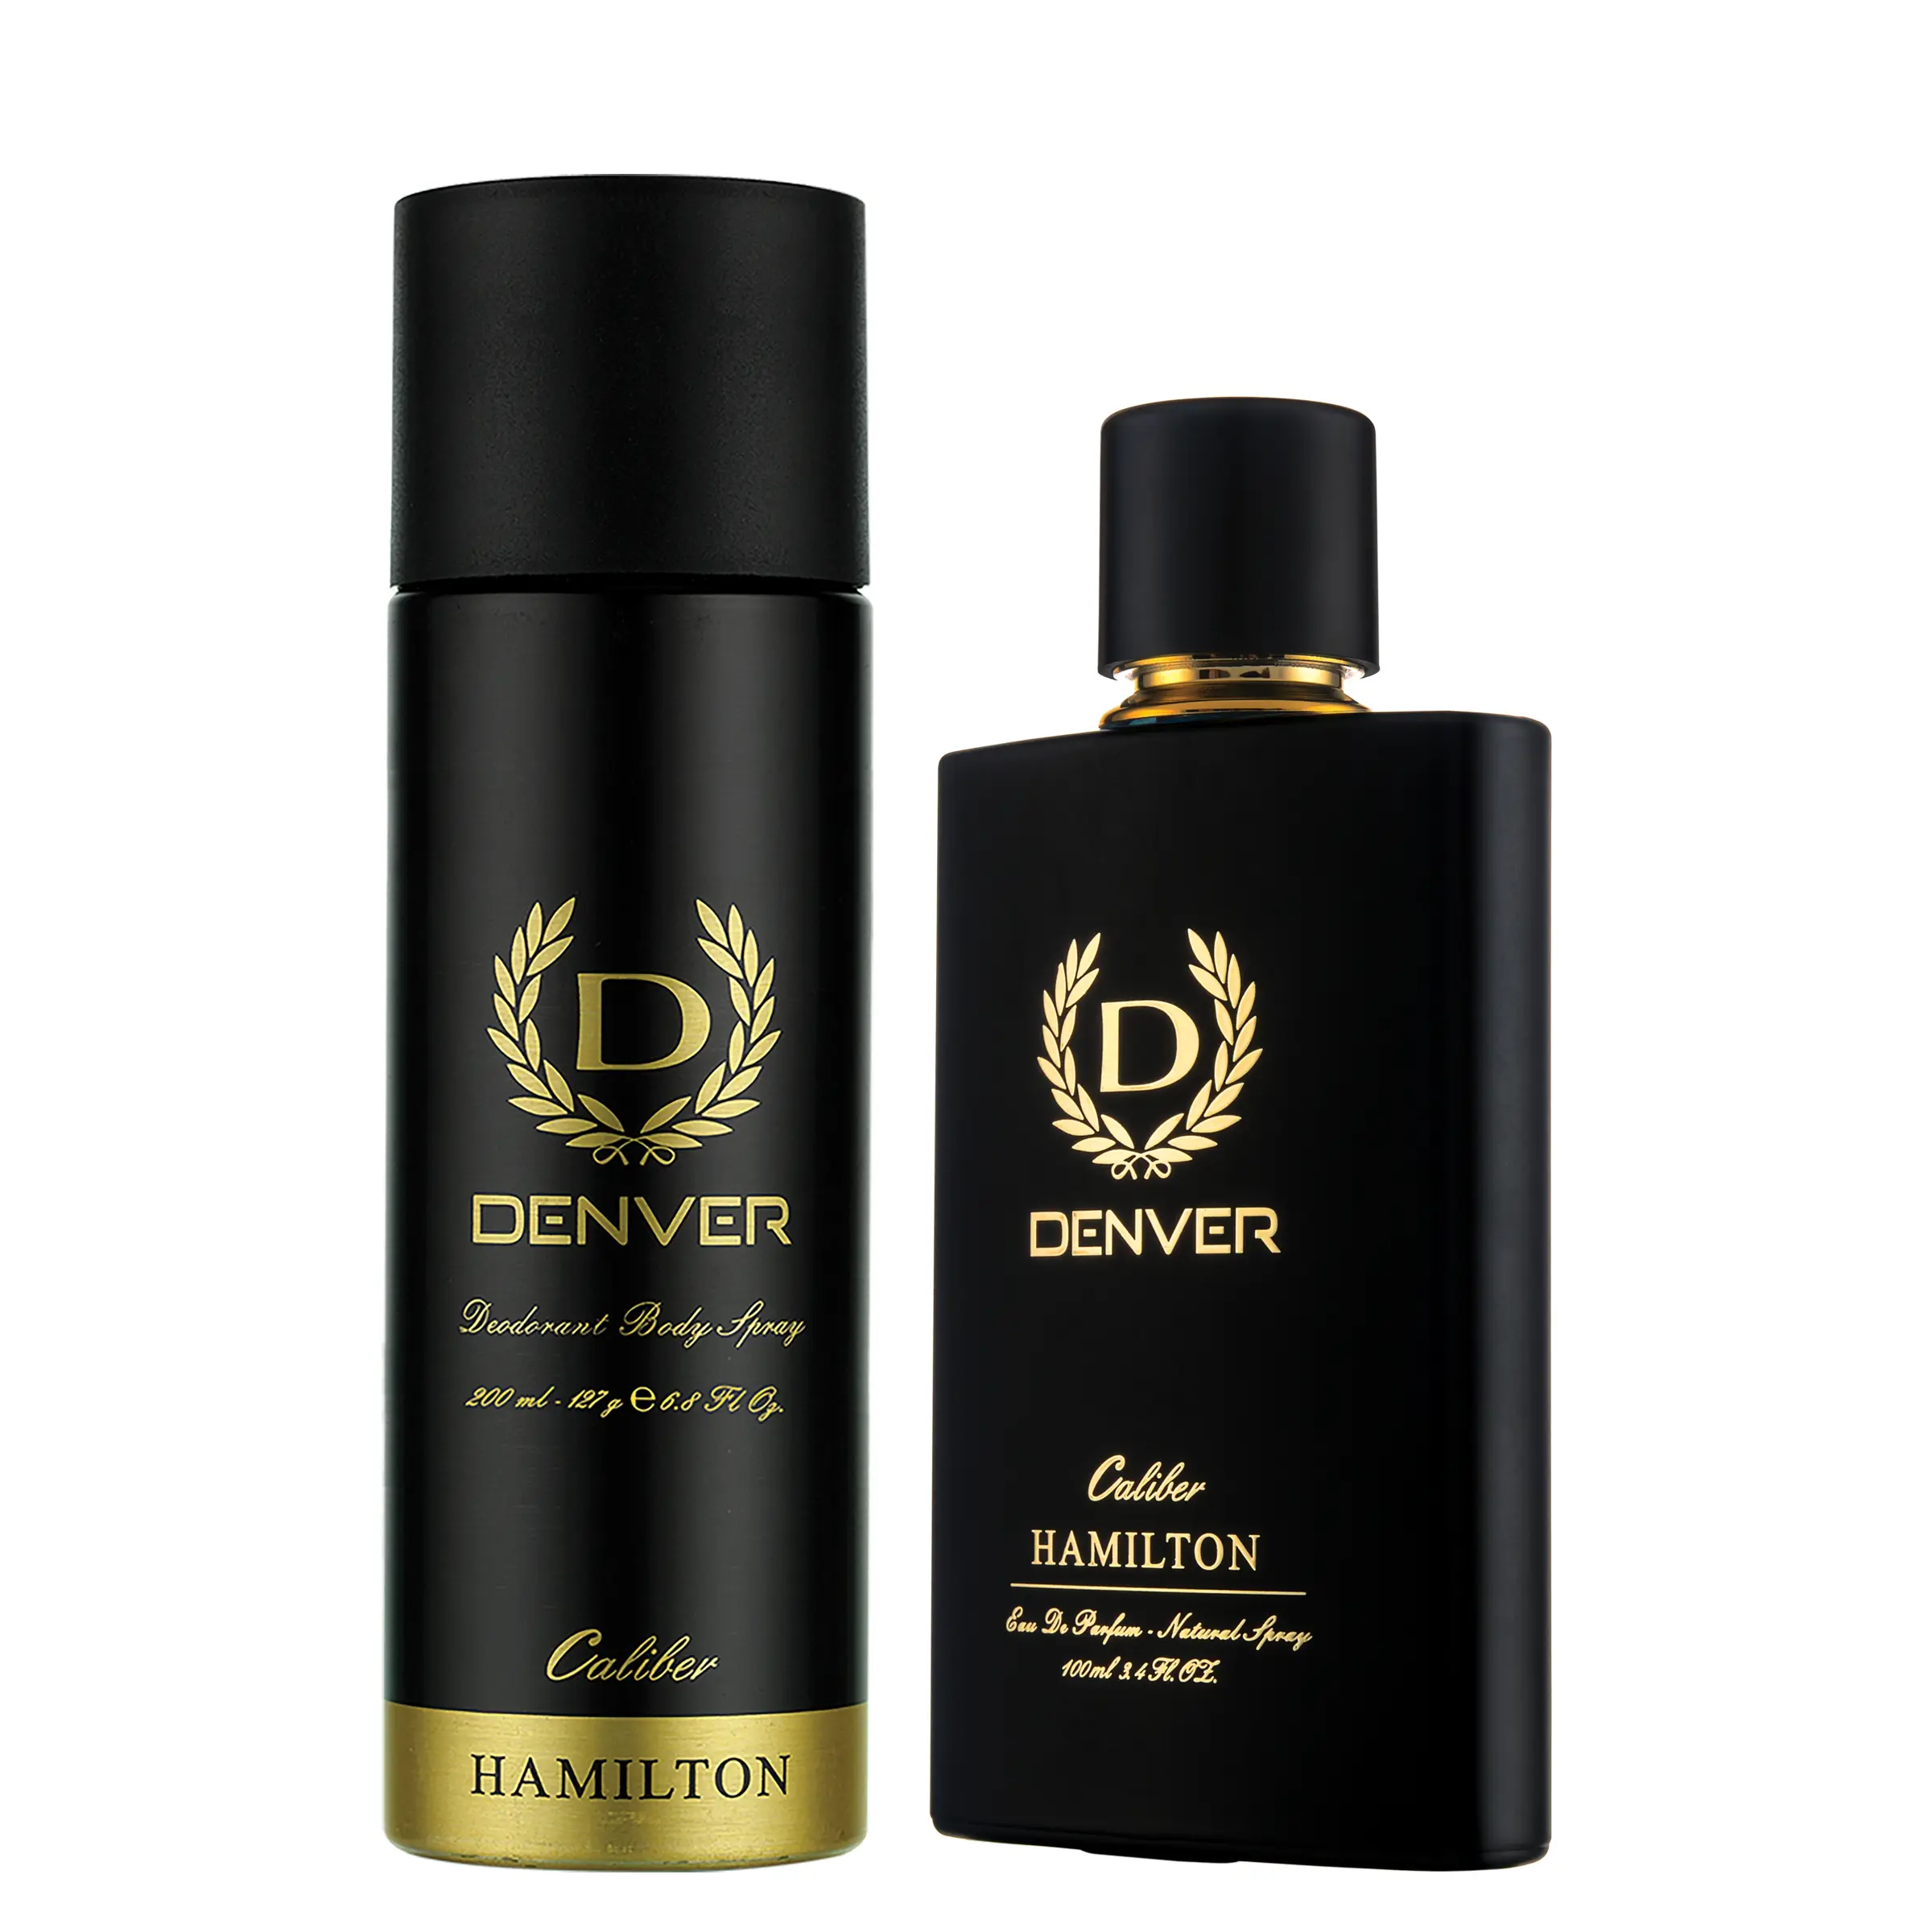 D
DENVER
Deodorant Body Spray
200 ml - 127 g ℮ 6.8 Fl Oz.
Caliber
HAMILTON
D
DENVER
Caliber
HAMILTON
Eau De Parfum - Natural Spray
100ml 3.4 Fl.OZ.